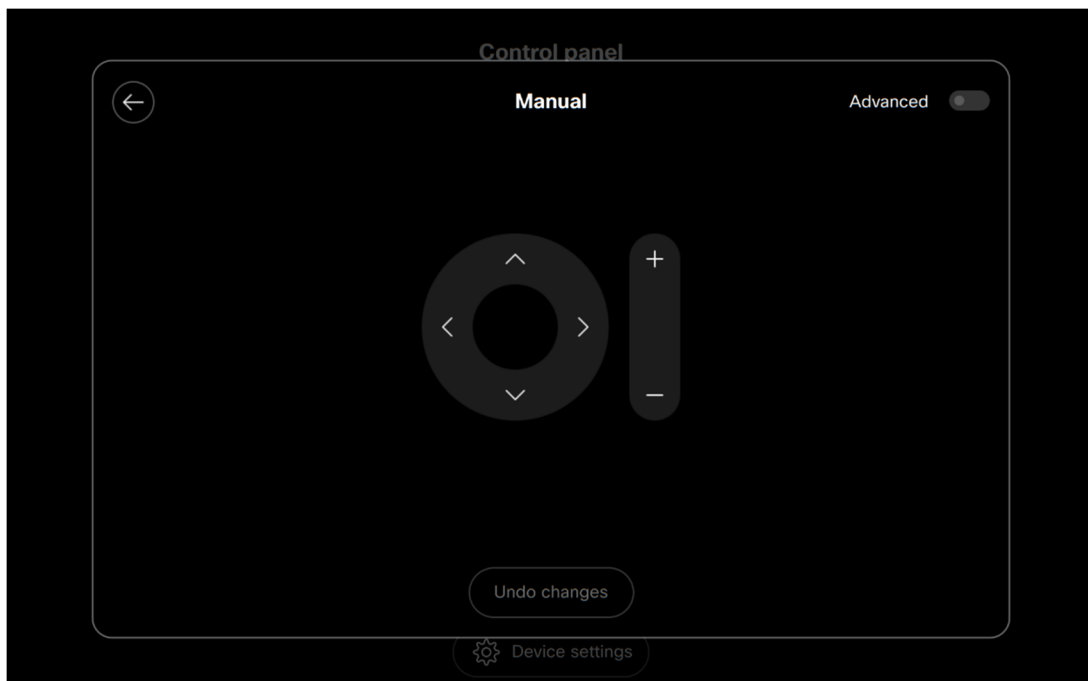 Control panel
Manual
Advanced
Undo changes
Device settings